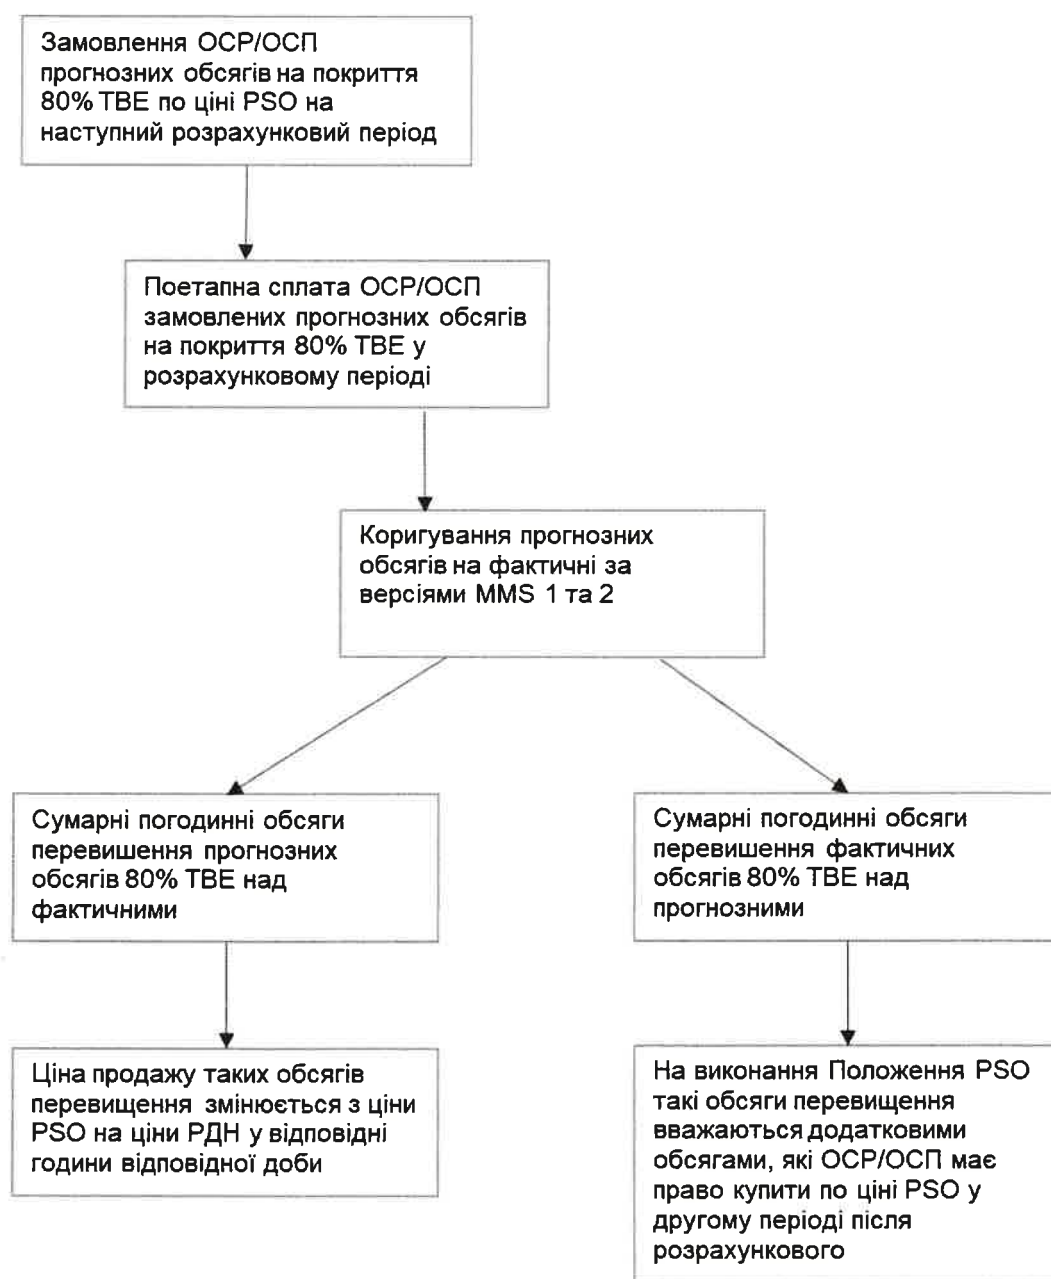 Замовлення ОСР/ОСП
прогнозних обсягів на покриття
80% ТВЕ по ціні PSO на
наступний розрахунковий період
Поетапна сплата ОСР/ОСП
замовлених прогнозних обсягів
на покриття 80% ТВЕ у
розрахунковому періоді
Коригування прогнозних
обсягів на фактичні за
версіями MMS 1 та 2
Сумарні погодинні обсяги
перевишення прогнозних
обсягів 80% ТВЕ над
фактичними
Сумарні погодинні обсяги
перевишення фактичних
обсягів 80% ТВЕ над
прогнозними
Ціна продажу таких обсягів
перевищення змінюється з ціни
PSO на ціни РДН у відповідні
години відповідної доби
На виконання Положення PSO
такі обсяги перевищення
вважаються додатковими
обсягами, які ОСР/ОСП має
право купити по ціні PSO у
другому періоді після
розрахункового